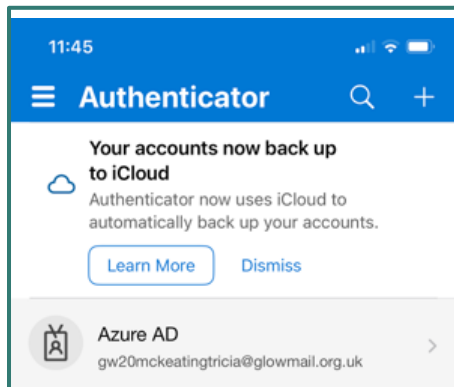 11:45
Authenticator
Your accounts now back up
to iCloud
Authenticator now uses iCloud to
automatically back up your accounts.
Learn More Dismiss
Azure AD
gw20mckeatingtricia@glowmail.org.uk